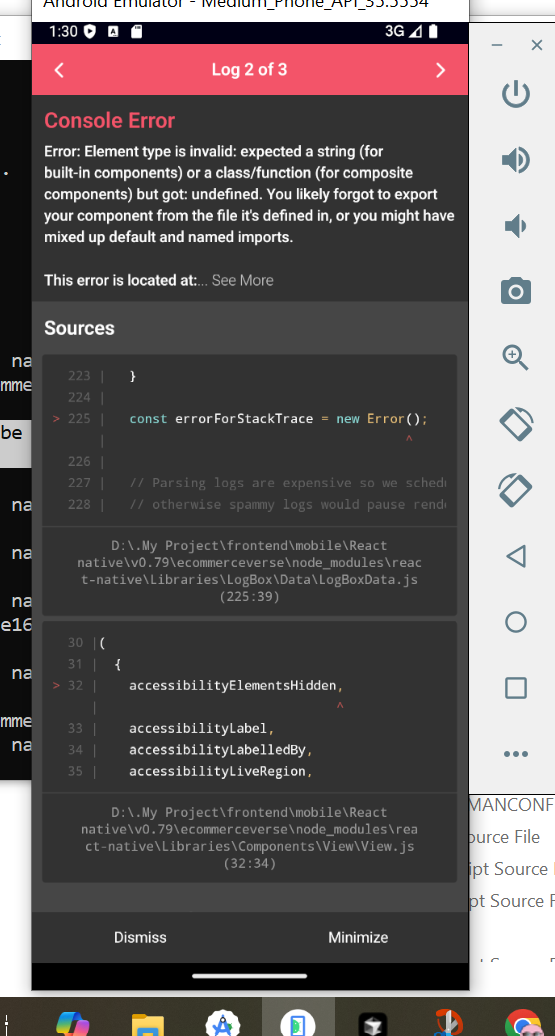 Android Emulator - Medium_Phone_API_35:5554
1:30
A
3G
Log 2 of 3
Console Error
Error: Element type is invalid: expected a string (for
built-in components) or a class/function (for composite
components) but got: undefined. You likely forgot to export
your component from the file it's defined in, or you might have
mixed up default and named imports.
This error is located at:... See More
Sources
223 | }
224 |
> 225 | const errorForStackTrace = new Error();
| ^
226 |
227 | // Parsing logs are expensive so we schedu
228 | // otherwise spammy logs would pause rende
D:\.My Project\frontend\mobile\React
native\v0.79\ecommerceverse\node_modules\reac
t-native\Libraries\LogBox\Data\LogBoxData.js
(225:39)
30 |(
31 | {
> 32 | accessibilityElementsHidden,
| ^
33 | accessibilityLabel,
34 | accessibilityLabelledBy,
35 | accessibilityLiveRegion,
D:\.My Project\frontend\mobile\React
native\v0.79\ecommerceverse\node_modules\rea
ct-native\Libraries\Components\View\View.js
(32:34)
Dismiss Minimize
na
mme
be
na
na
na
e16
na
mme
na
MANCONF
ource File
ipt Source
pt Source F